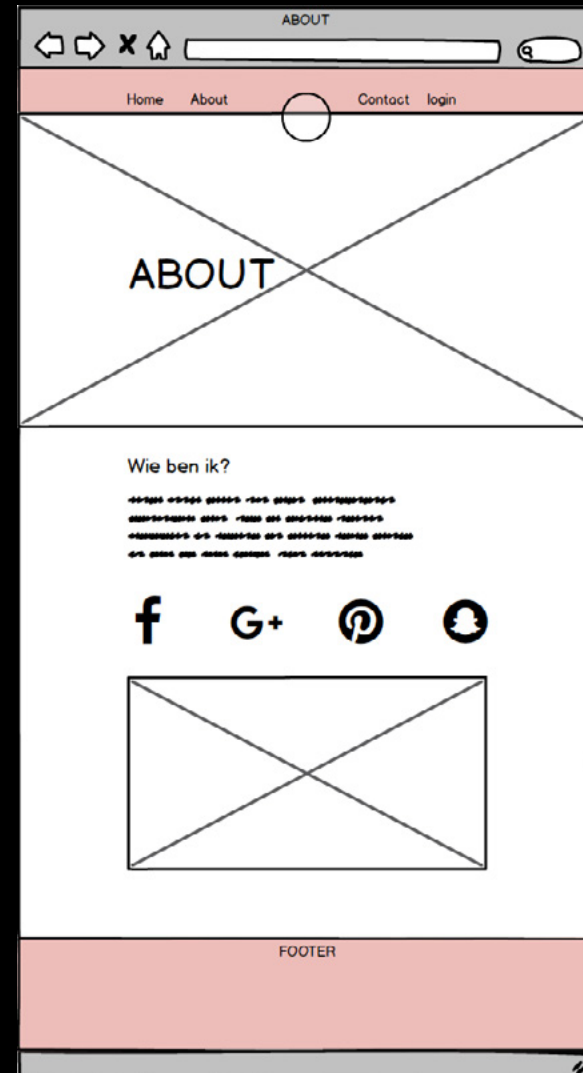 ABOUT
Home About Contact login
ABOUT
Wie ben ik?
f G+
FOOTER